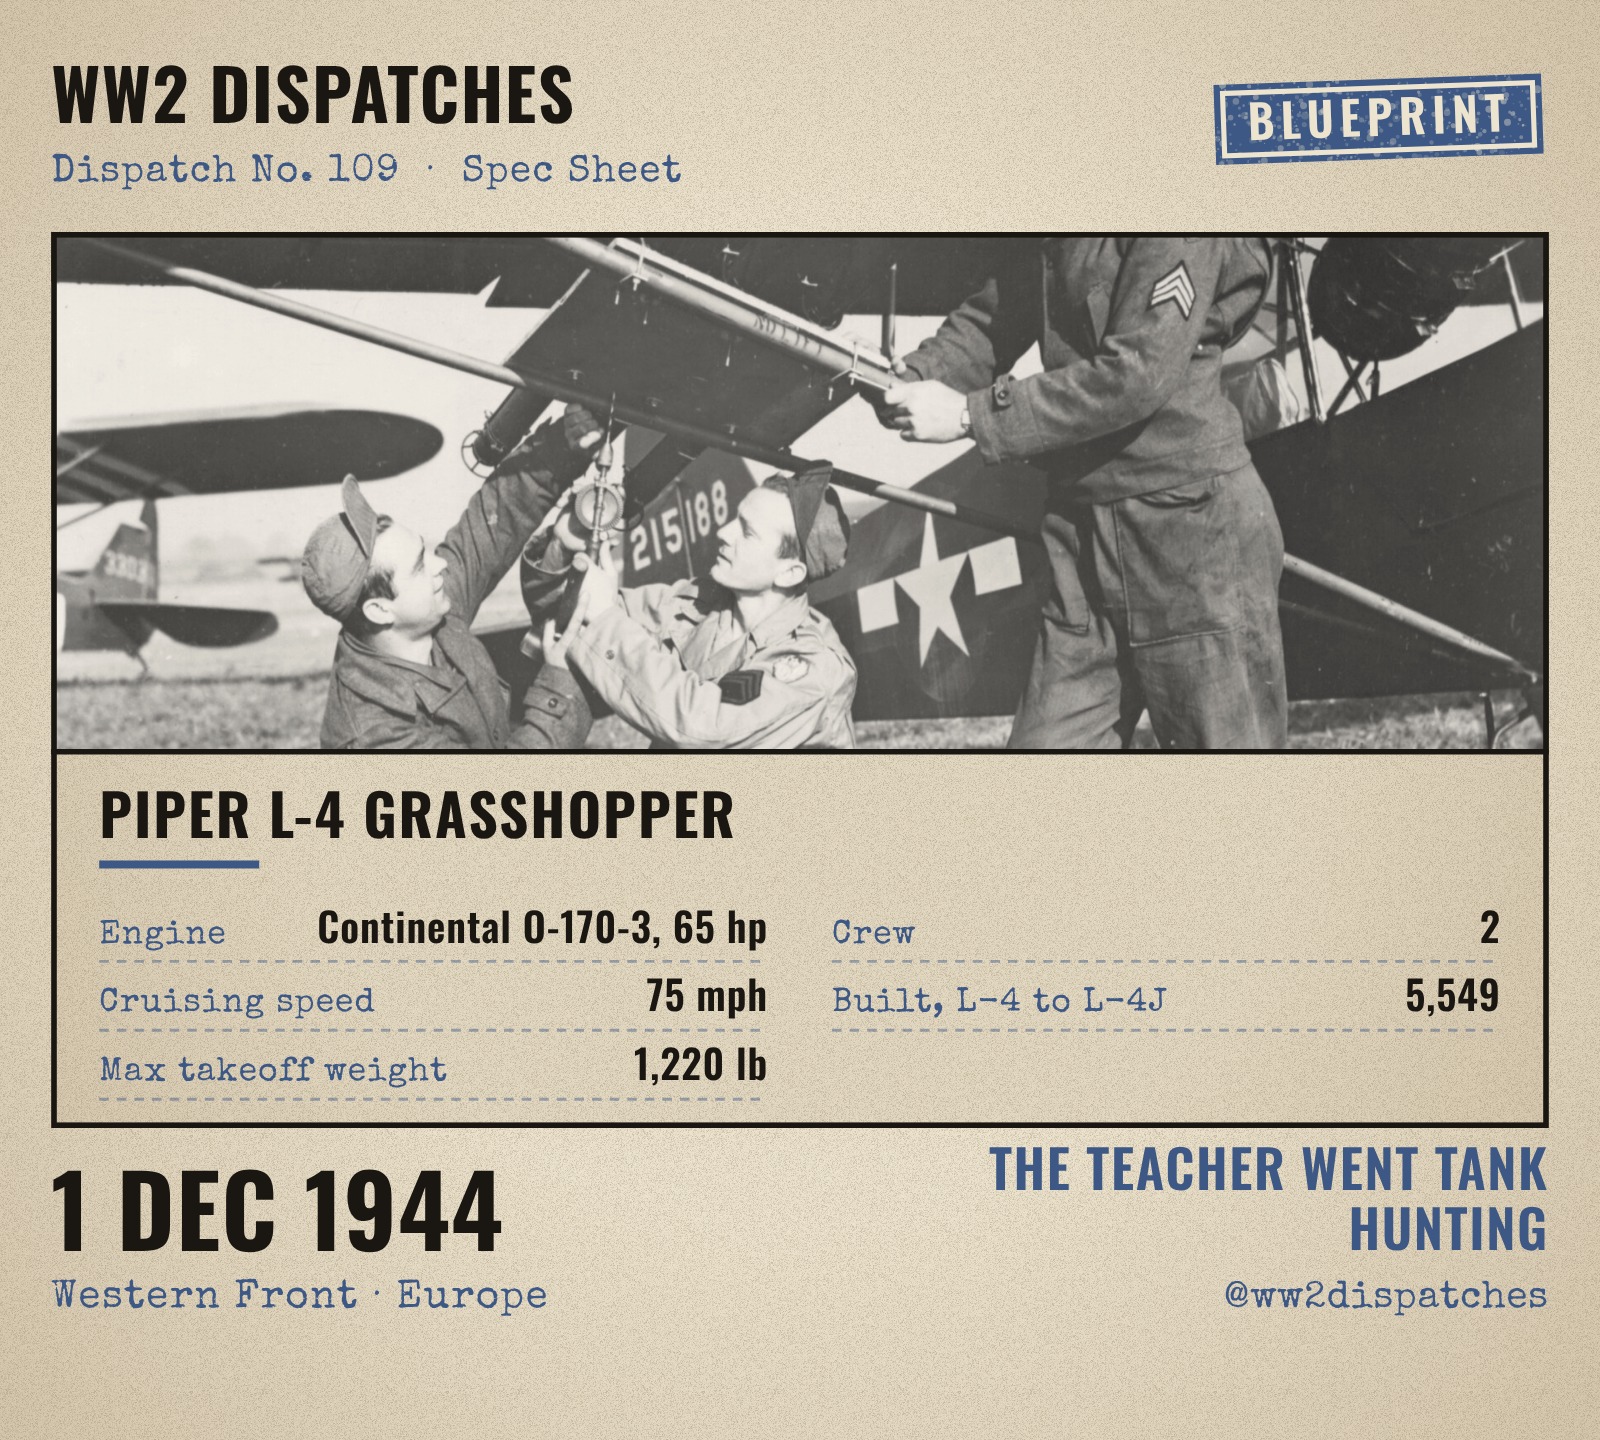 WW2 DISPATCHES
Dispatch No. 109 · Spec Sheet
BLUEPRINT
NO LIFT
215188
PIPER L-4 GRASSHOPPER
Engine Continental O-170-3, 65 hp
Cruising speed 75 mph
Max takeoff weight 1,220 lb
Crew 2
Built, L-4 to L-4J 5,549
1 DEC 1944
Western Front · Europe
THE TEACHER WENT TANK
HUNTING
@ww2dispatches